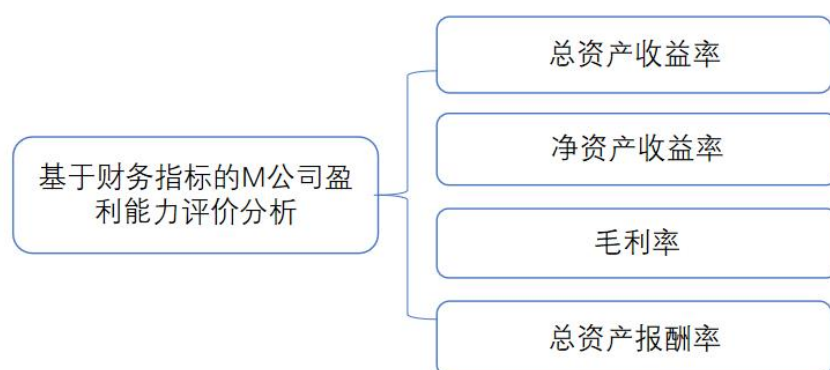 总资产收益率
净资产收益率
基于财务指标的M公司盈
利能力评价分析
毛利率
总资产报酬率